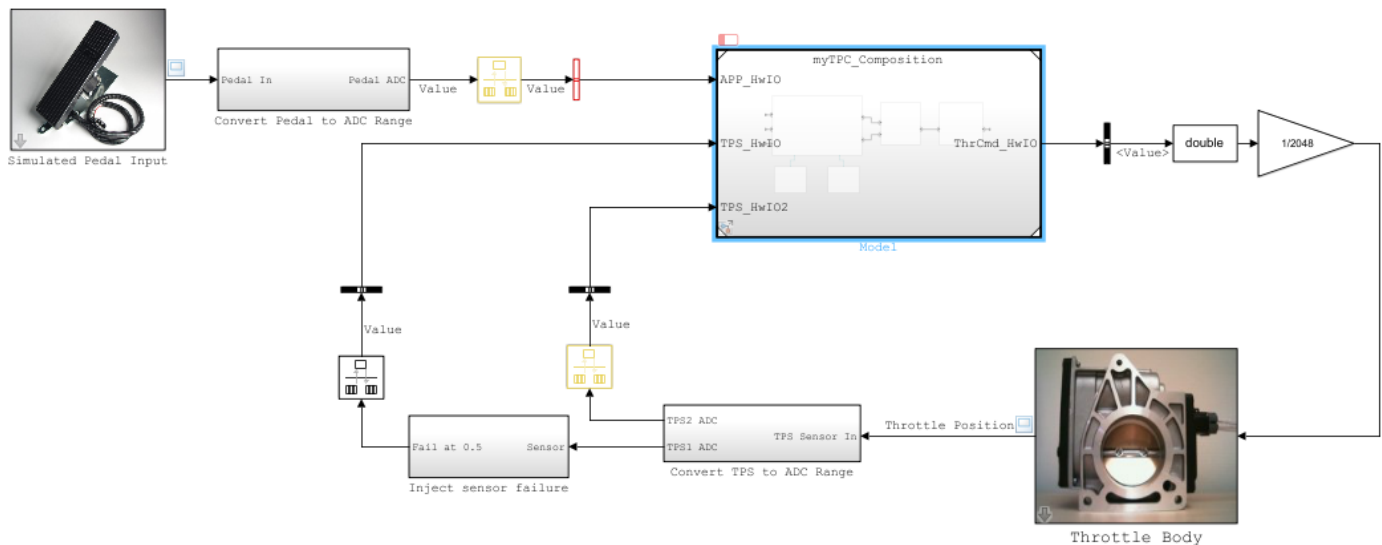 myTPC_Composition
Pedal In
Pedal ADC
Value
Value
APP_HwIO
Convert Pedal to ADC Range
Simulated Pedal Input
TPS_HwIO
ThrCmd_HwIO
<Value>
double
1/2048
TPS_HwIO2
Model
Value
Value
TPS2 ADC
Throttle Position
TPS Sensor In
Fail at 0.5
Sensor
TPS1 ADC
Convert TPS to ADC Range
Inject sensor failure
Throttle Body